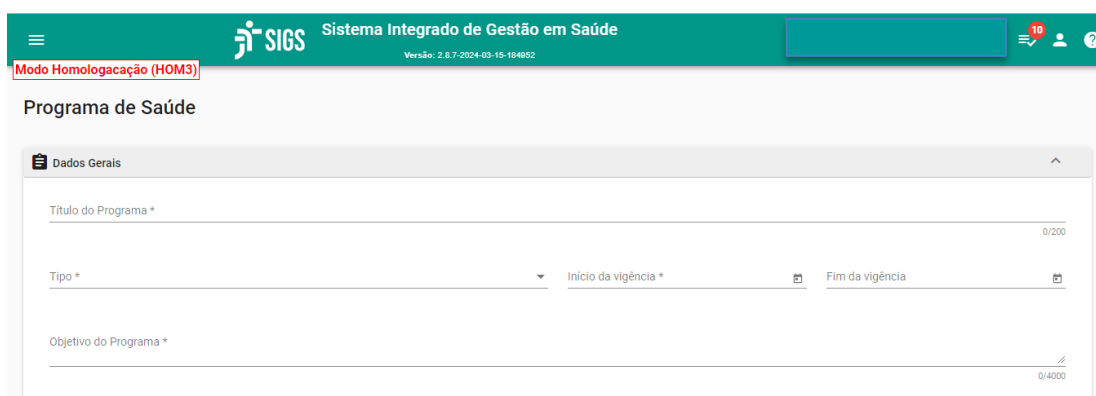 SIGS
Sistema Integrado de Gestão em Saúde
10
Versão: 2.8.7-2024-03-15-184952
Modo Homologacação (HOM3)
Programa de Saúde
Dados Gerais
Título do Programa *
0/200
Tipo *
Início da vigência *
Fim da vigência
Objetivo do Programa *
0/4000